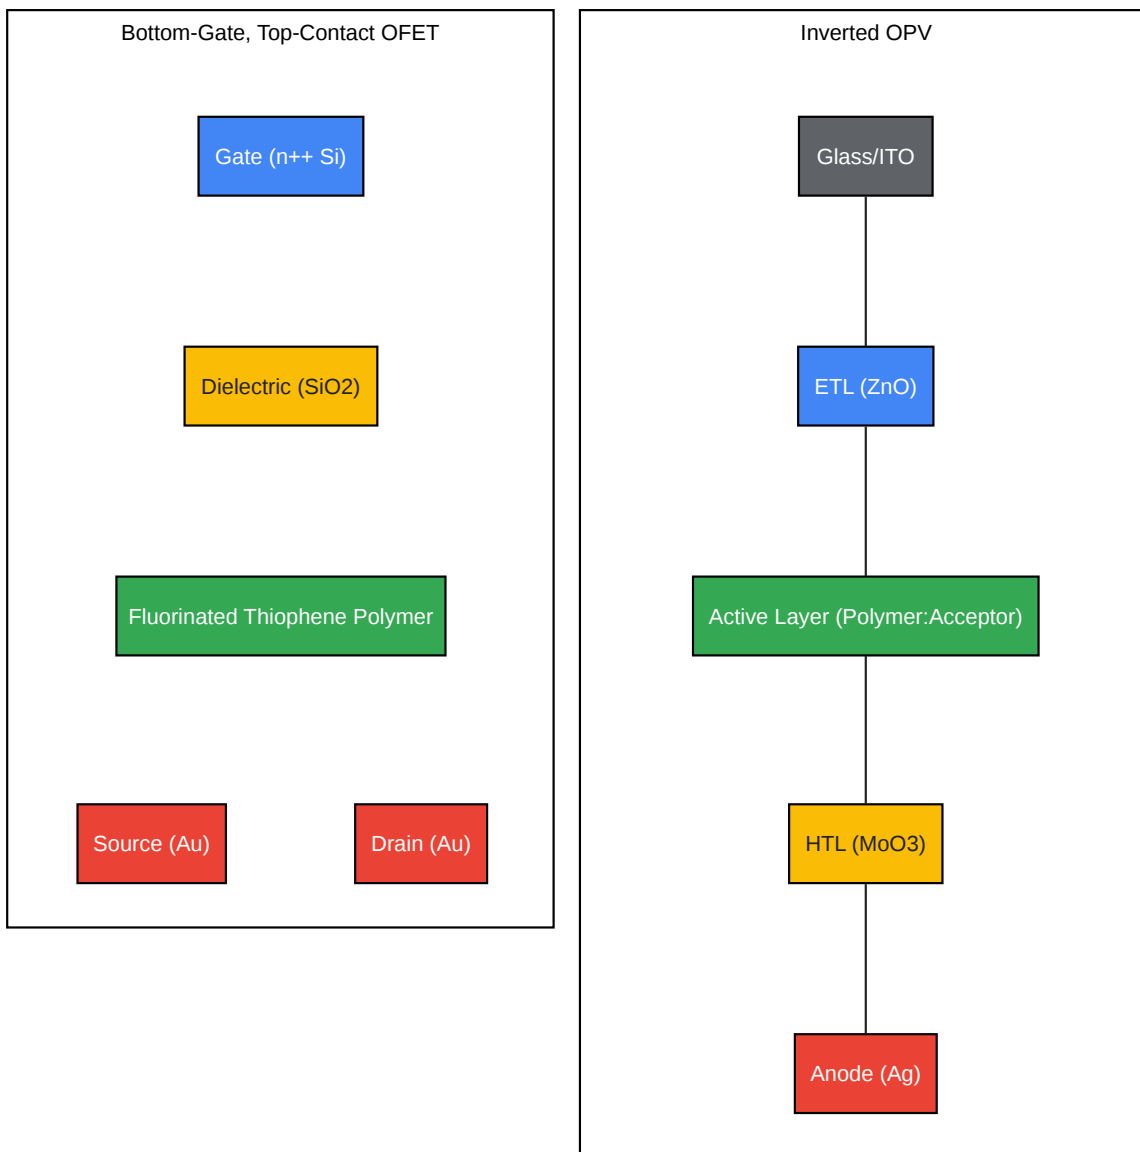 Bottom-Gate, Top-Contact OFET
Gate (n++ Si)
Dielectric (SiO2)
Fluorinated Thiophene Polymer
Source (Au)
Drain (Au)
Inverted OPV
Glass/ITO
ETL (ZnO)
Active Layer (Polymer:Acceptor)
HTL (MoO3)
Anode (Ag)